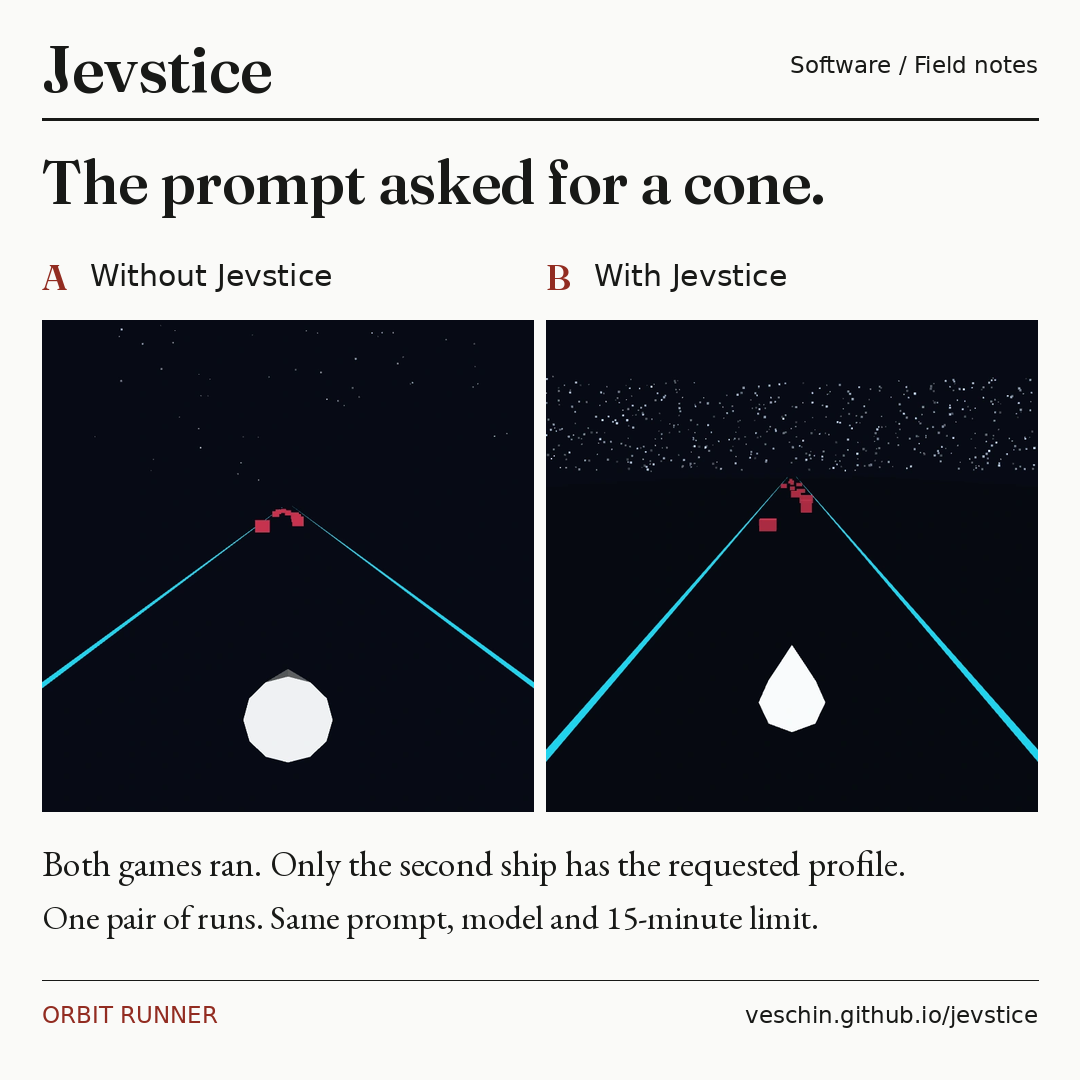 Jevstice
Software / Field notes
The prompt asked for a cone.
A Without Jevstice
B With Jevstice
Both games ran. Only the second ship has the requested profile.
One pair of runs. Same prompt, model and 15-minute limit.
ORBIT RUNNER
veschin.github.io/jevstice